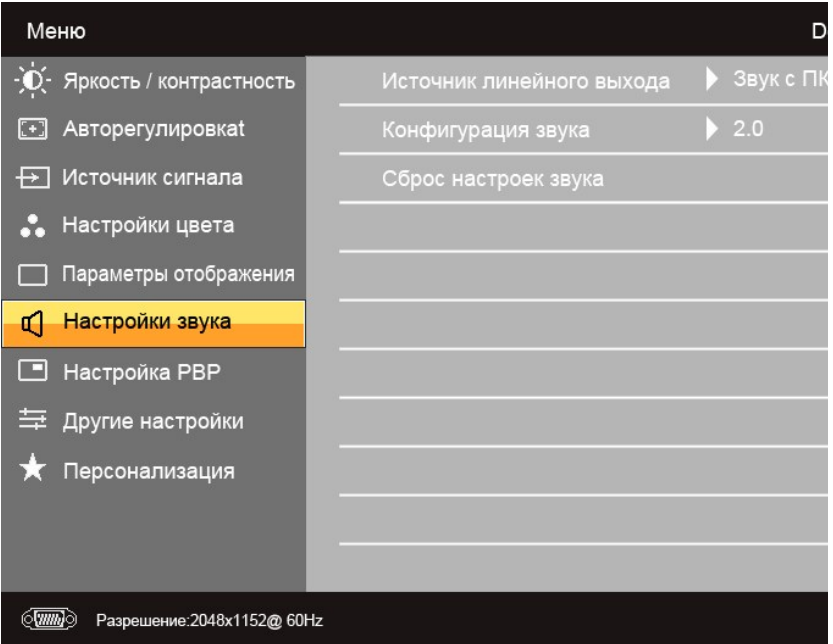 Меню
Яркость / контрастность
Авторегулировкаt
Источник сигнала
Настройки цвета
Параметры отображения
Настройки звука
Настройка PBP
Другие настройки
Персонализация
Источник линейного выхода Звук с ПК
Конфигурация звука 2.0
Сброс настроек звука
Разрешение:2048x1152@ 60Hz